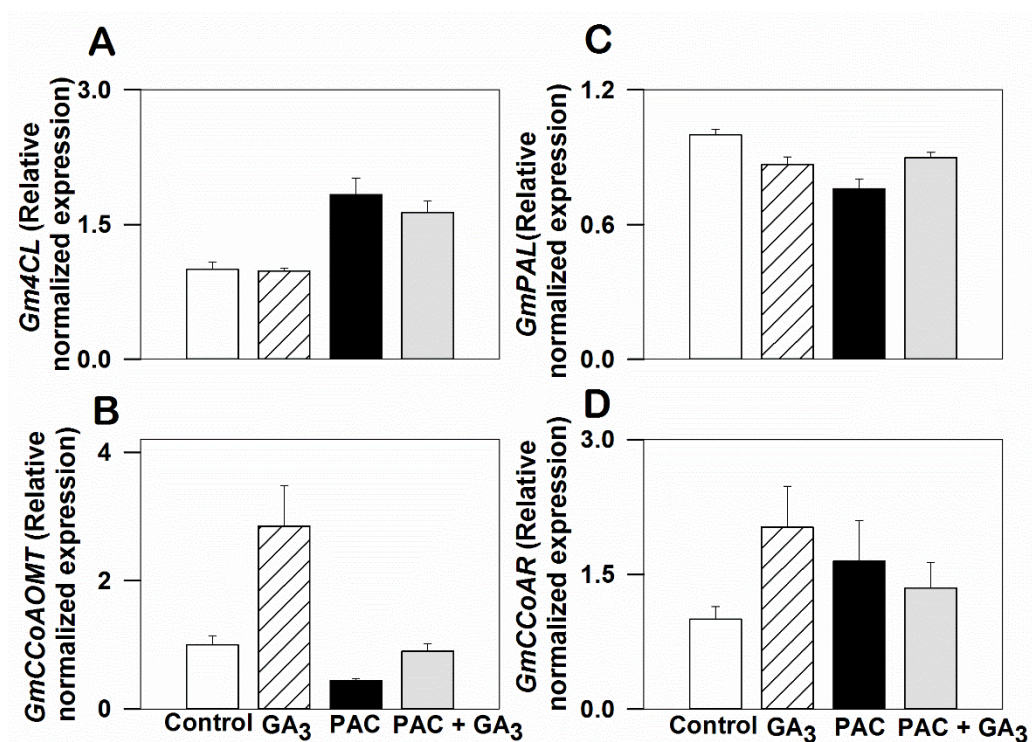 A
Gm4CL (Relative
normalized expression)
3.0
1.5
0.0
C
GmPAL(Relative
normalized expression)
1.2
0.6
0.0
B
GmCCoAOMT (Relative
normalized expression)
4
2
0
Control GA₃ PAC PAC + GA₃
D
GmCCoAR (Relative
normalized expression)
3.0
1.5
0.0
Control GA₃ PAC PAC + GA₃